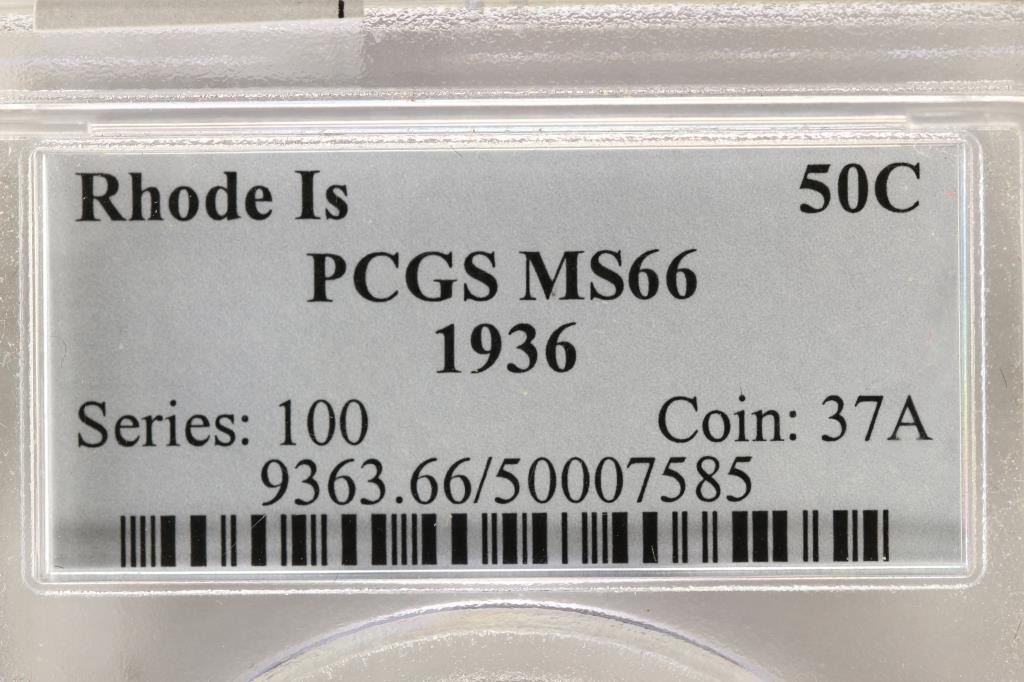 Rhode Is 50C
PCGS MS66
1936
Series: 100 Coin: 37A
9363.66/50007585